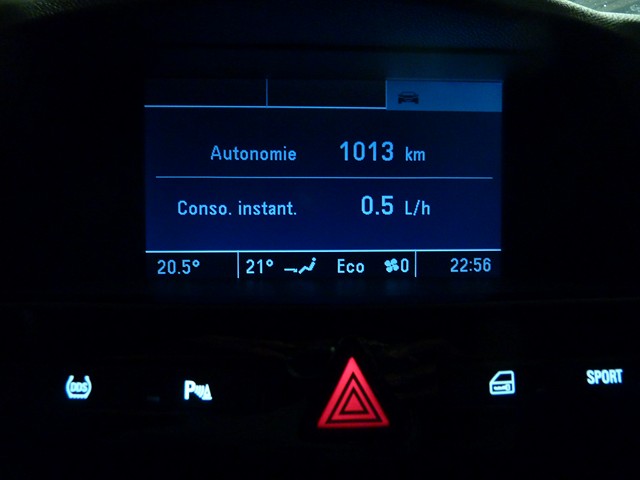 Autonomie 1013 km
Conso. instant. 0.5 L/h
20.5° 21° Eco 0 22:56
DDS P SPORT